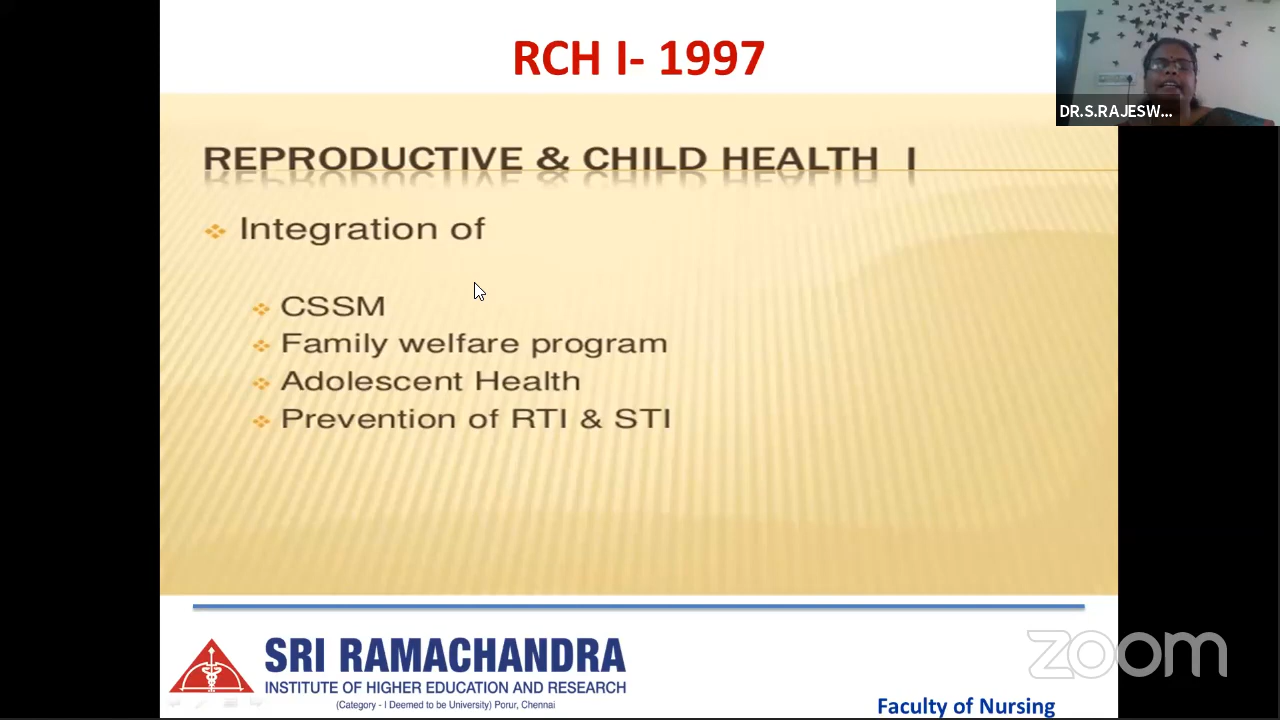 RCH I- 1997
DR.S.RAJESW...
REPRODUCTIVE & CHILD HEALTH I
Integration of
CSSM
Family welfare program
Adolescent Health
Prevention of RTI & STI
SRI RAMACHANDRA
INSTITUTE OF HIGHER EDUCATION AND RESEARCH
(Category - I Deemed to be University) Porur, Chennai
zoom
Faculty of Nursing